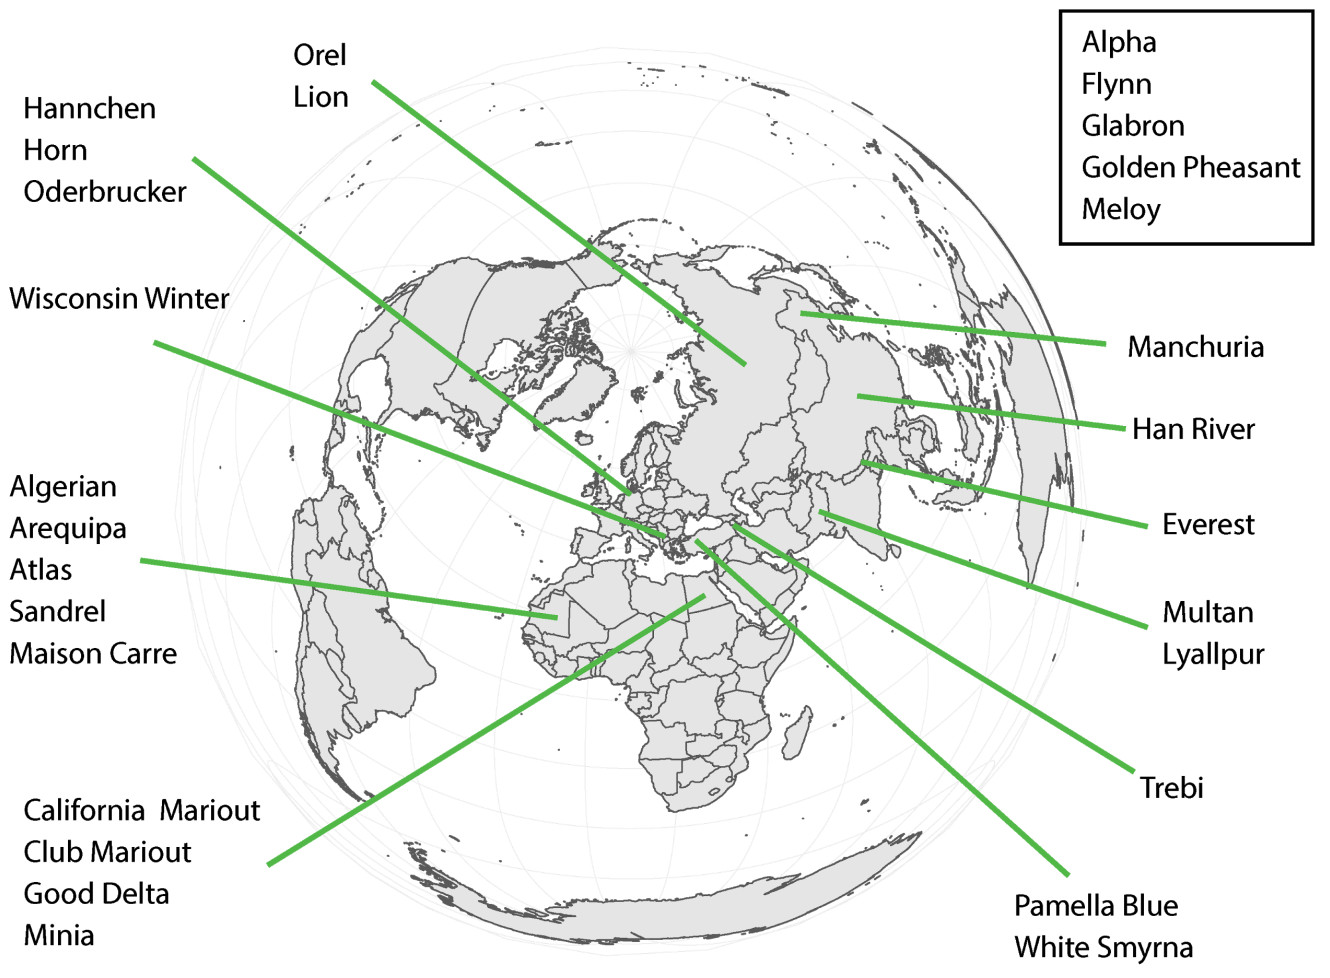 Orel
Lion
Hannchen
Horn
Oderbrucker
Wisconsin Winter
Algerian
Arequipa
Atlas
Sandrel
Maison Carre
California Mariout
Club Mariout
Good Delta
Minia
Alpha
Flynn
Glabron
Golden Pheasant
Meloy
Manchuria
Han River
Everest
Multan
Lyallpur
Trebi
Pamella Blue
White Smyrna